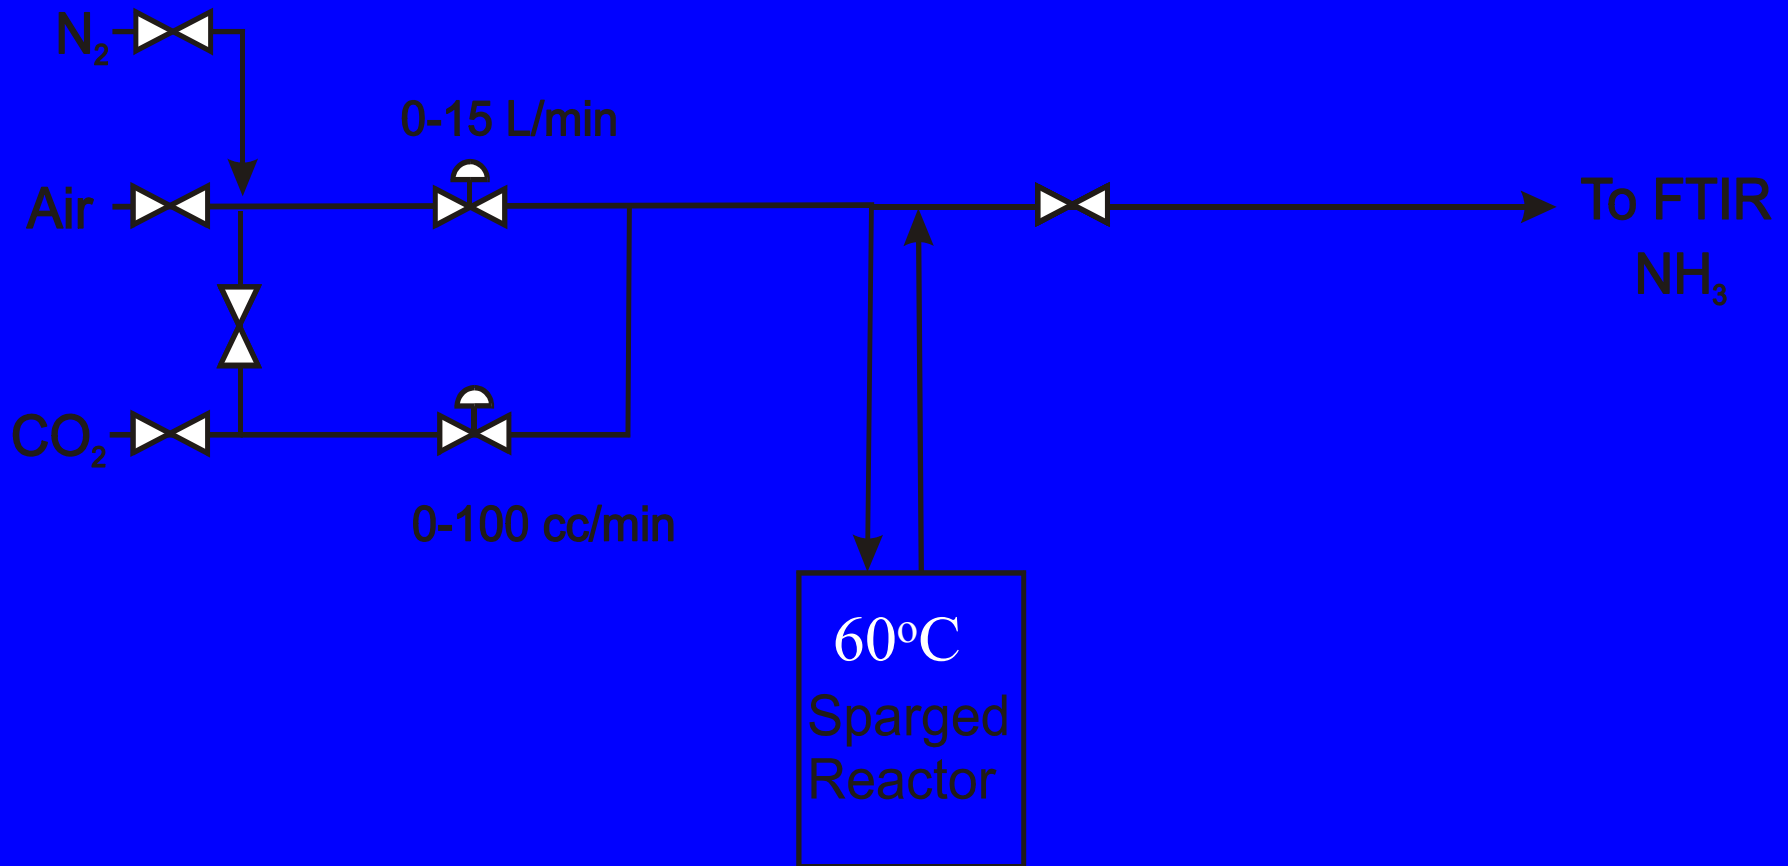 N₂
0-15 L/min
Air
To FTIR
NH₃
CO₂
0-100 cc/min
60ºC
Sparged
Reactor